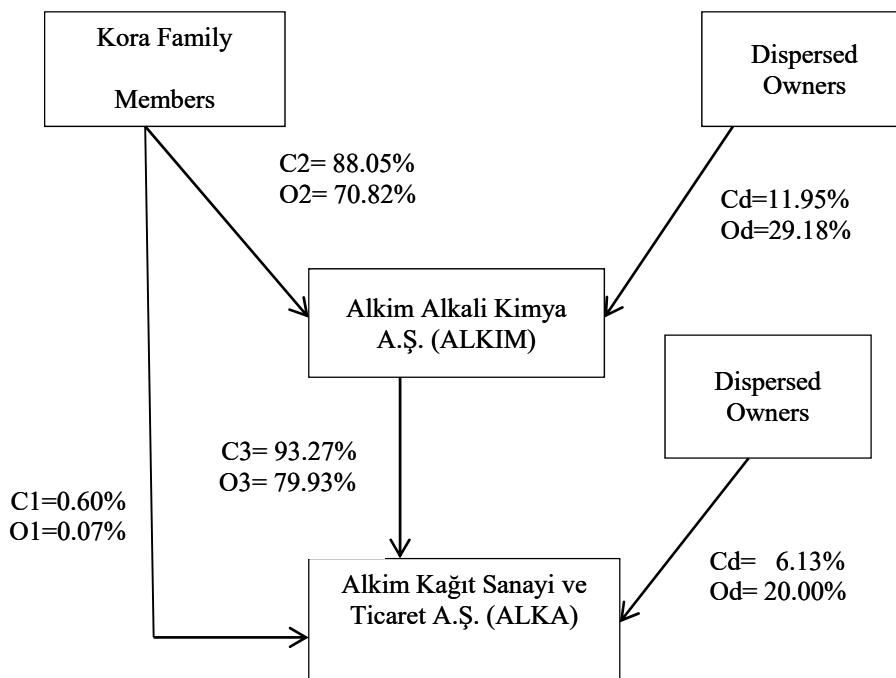 Kora Family
Members
Dispersed
Owners
C2= 88.05%
O2= 70.82%
Cd=11.95%
Od=29.18%
Alkim Alkali Kimya
A.Ş. (ALKIM)
Dispersed
Owners
C3= 93.27%
O3= 79.93%
C1=0.60%
O1=0.07%
Cd=   6.13%
Od= 20.00%
Alkim Kağıt Sanayi ve
Ticaret A.Ş. (ALKA)